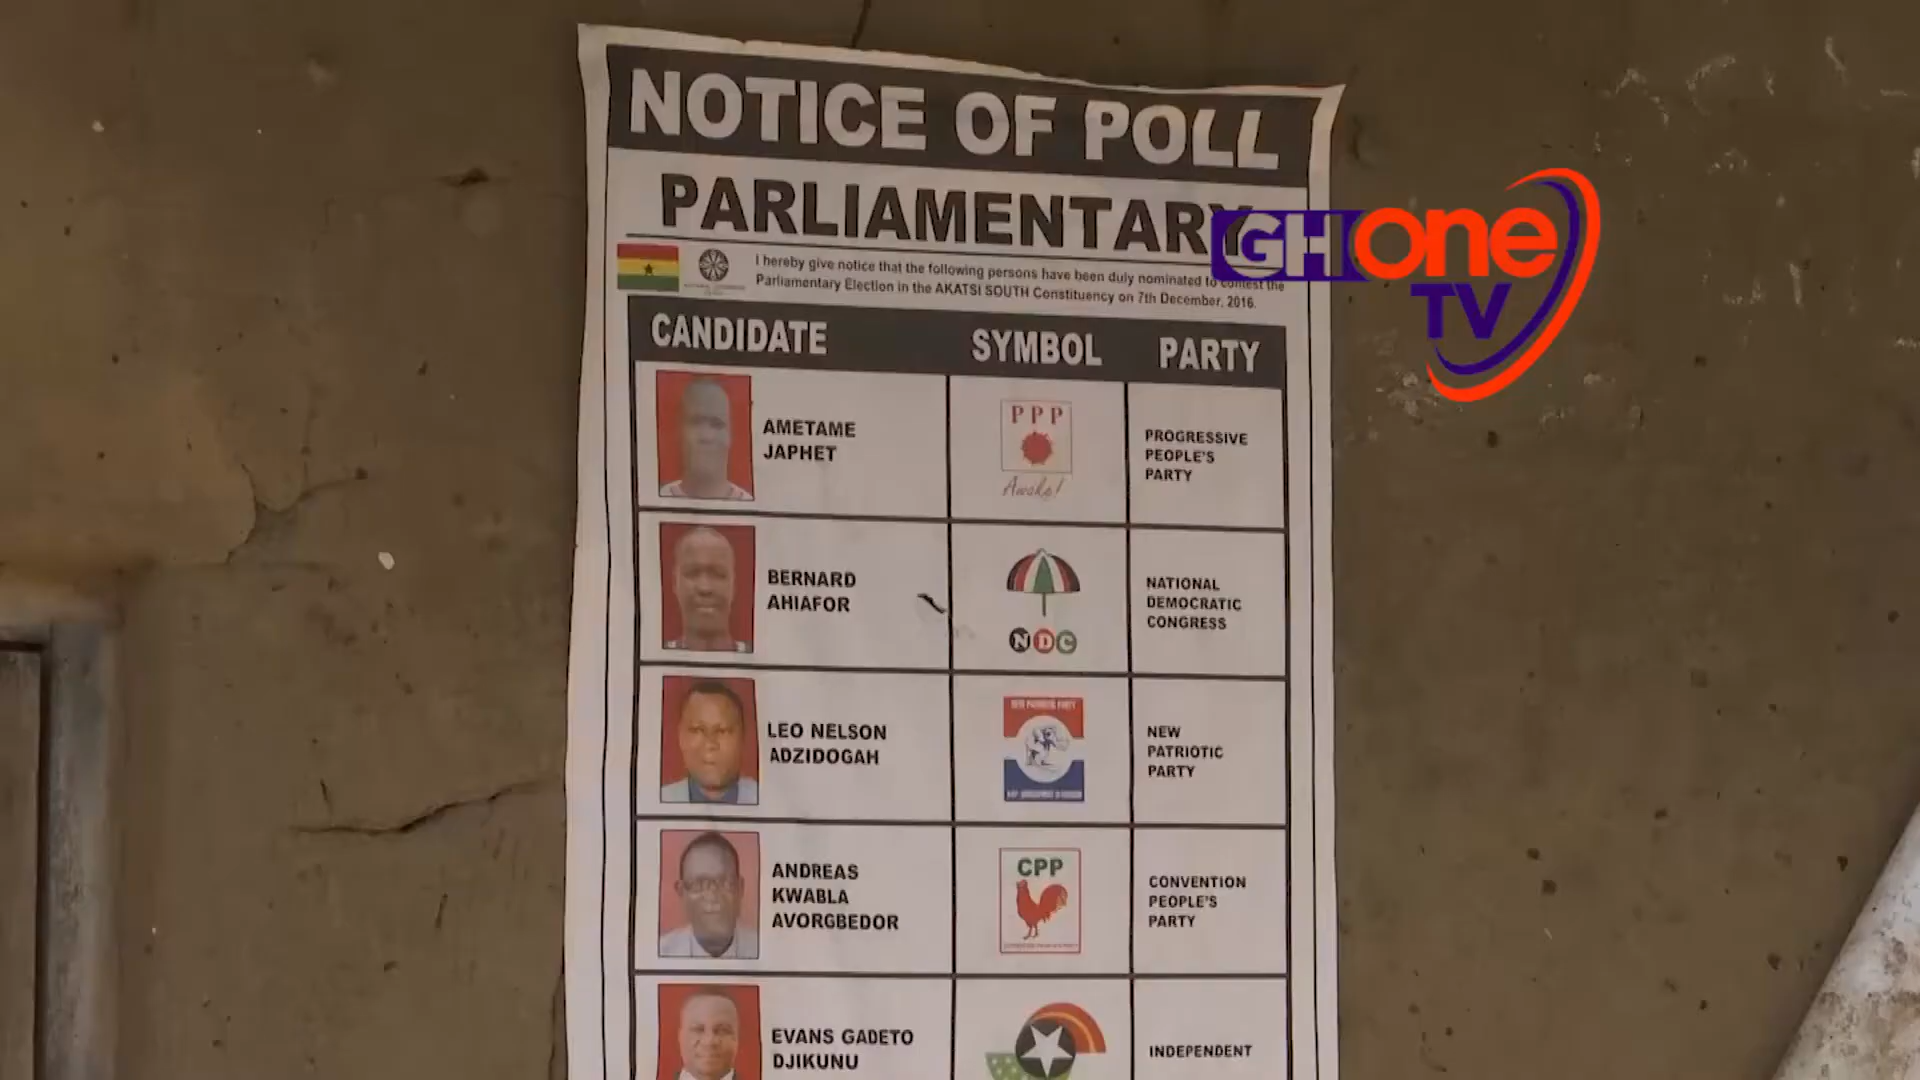 NOTICE OF POLL
PARLIAMENTARY
GHONE
TV
I hereby give notice that the following persons have been duly nominated to contest the
Parliamentary Election in the AKATSI SOUTH Constituency on 7th December, 2016.
CANDIDATE SYMBOL PARTY
AMETAME
JAPHET
PPP
Awake!
PROGRESSIVE
PEOPLE'S
PARTY
BERNARD
AHIAFOR
NDC
NATIONAL
DEMOCRATIC
CONGRESS
LEO NELSON
ADZIDOGAH
NEW PATRIOTIC PARTY
NEW
PATRIOTIC
PARTY
ANDREAS
KWABLA
AVORGBEDOR
CPP
CONVENTION
PEOPLE'S
PARTY
EVANS GADETO
DJIKUNU
INDEPENDENT